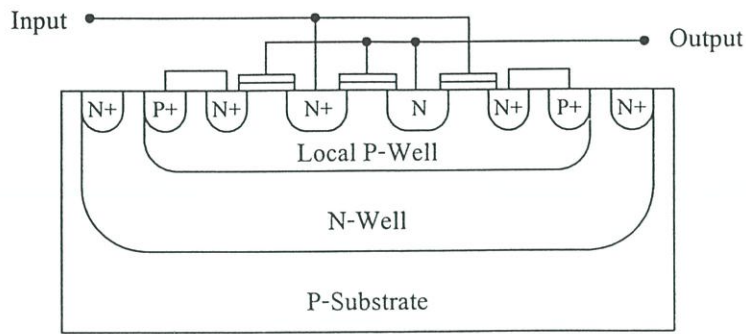 Input
Output
N+ P+ N+ N+ N N+ P+ N+
Local P-Well
N-Well
P-Substrate